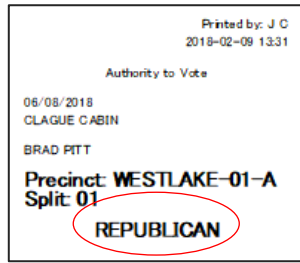 Printed by: J C
2018-02-09 13:31
Authority to Vote
06/08/2018
CLAGUE CABIN
BRAD PITT
Precinct: WESTLAKE-01-A
Split: 01
REPUBLICAN